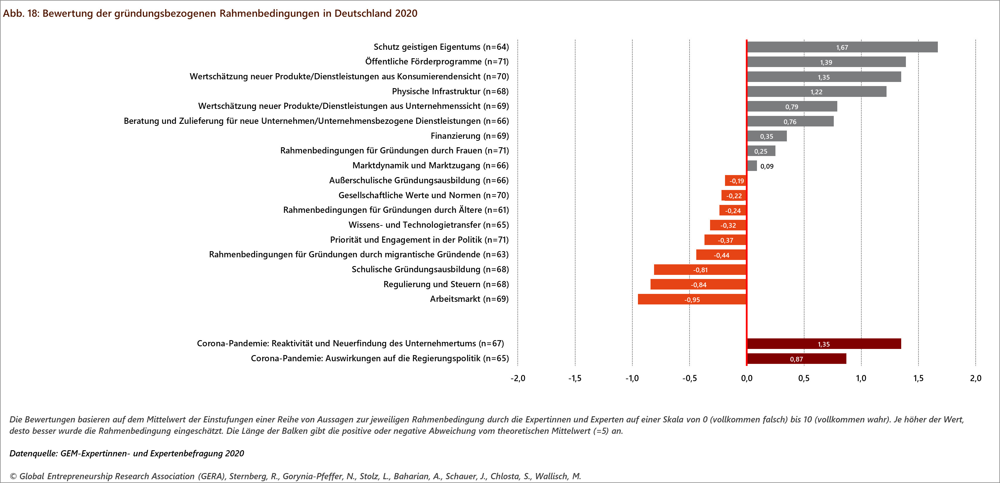 Abb. 18: Bewertung der gründungsbezogenen Rahmenbedingungen in Deutschland 2020
Schutz geistigen Eigentums (n=64) 1,67
Öffentliche Förderprogramme (n=71) 1,39
Wertschätzung neuer Produkte/Dienstleistungen aus Konsumierendensicht (n=70) 1,35
Physische Infrastruktur (n=68) 1,22
Wertschätzung neuer Produkte/Dienstleistungen aus Unternehmenssicht (n=69) 0,79
Beratung und Zulieferung für neue Unternehmen/Unternehmensbezogene Dienstleistungen (n=66) 0,76
Finanzierung (n=69) 0,35
Rahmenbedingungen für Gründungen durch Frauen (n=71) 0,25
Marktdynamik und Marktzugang (n=66) 0,09
Außerschulische Gründungsausbildung (n=66) -0,19
Gesellschaftliche Werte und Normen (n=70) -0,22
Rahmenbedingungen für Gründungen durch Ältere (n=61) -0,24
Wissens- und Technologietransfer (n=65) -0,32
Priorität und Engagement in der Politik (n=71) -0,37
Rahmenbedingungen für Gründungen durch migrantische Gründende (n=63) -0,44
Schulische Gründungsausbildung (n=68) -0,81
Regulierung und Steuern (n=68) -0,84
Arbeitsmarkt (n=69) -0,95
Corona-Pandemie: Reaktivität und Neuerfindung des Unternehmertums (n=67) 1,35
Corona-Pandemie: Auswirkungen auf die Regierungspolitik (n=65) 0,87
-2,0 -1,5 -1,0 -0,5 0,0 0,5 1,0 1,5 2,0
Die Bewertungen basieren auf dem Mittelwert der Einstufungen einer Reihe von Aussagen zur jeweiligen Rahmenbedingung durch die Expertinnen und Experten auf einer Skala von 0 (vollkommen falsch) bis 10 (vollkommen wahr). Je höher der Wert,
desto besser wurde die Rahmenbedingung eingeschätzt. Die Länge der Balken gibt die positive oder negative Abweichung vom theoretischen Mittelwert (=5) an.
Datenquelle: GEM-Expertinnen- und Expertenbefragung 2020
© Global Entrepreneurship Research Association (GERA), Sternberg, R., Gorynia-Pfeffer, N., Stolz, L., Baharian, A., Schauer, J., Chlosta, S., Wallisch, M.